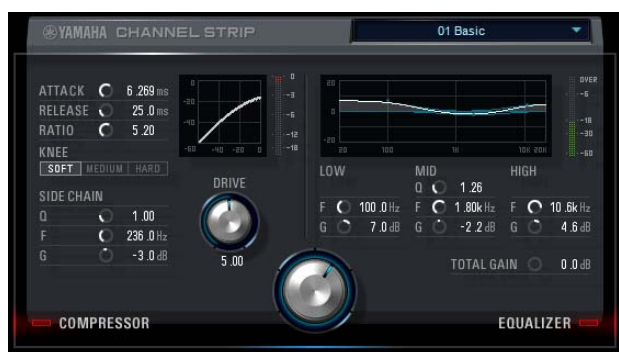 YAMAHA CHANNEL STRIP
01 Basic
ATTACK 6.269 ms
RELEASE 25.0 ms
RATIO 5.20
KNEE
SOFT MEDIUM HARD
SIDE CHAIN
Q 1.00
F 236.0 Hz
G -3.0 dB
0
-20
-40
-60 -40 -20 0
0
-3
-6
-12
-18
DRIVE
5.00
20
0
-20
20 100 1K 10K 20K
OVER
-6
-18
-30
-60
LOW MID HIGH
Q 1.26
F 100.0 Hz F 1.80k Hz F 10.6k Hz
G 7.0 dB G -2.2 dB G 4.6 dB
TOTAL GAIN 0.0 dB
COMPRESSOR
EQUALIZER